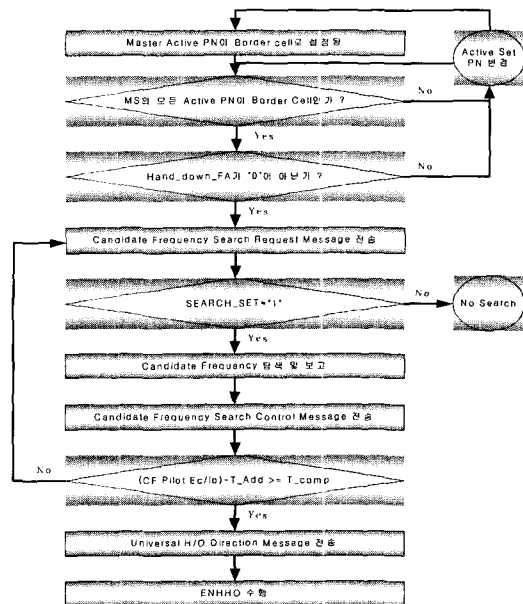 Master Active PN이 Border cell로 설정됨
Active Set
PN 변경
MS의 모든 Active PN이 Border Cell인가 ?
No
Yes
Hand_down_FA가 "0"이 아닌가 ?
No
Yes
Candidate Frequency Search Request Message 전송
SEARCH_SET="1"
No
No Search
Yes
Candidate Frequency 탐색 및 보고
Candidate Frequency Search Control Message 전송
No
(CF Pilot Ec/Io)-T_Add >= T_comp
Yes
Universal H/O Direction Message 전송
ENHHO 수행